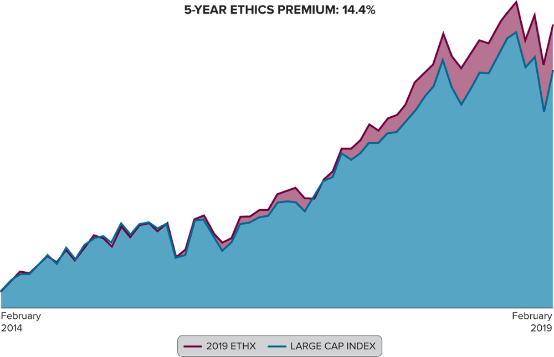 5-YEAR ETHICS PREMIUM: 14.4%
February
2014
February
2019
2019 ETHX
LARGE CAP INDEX